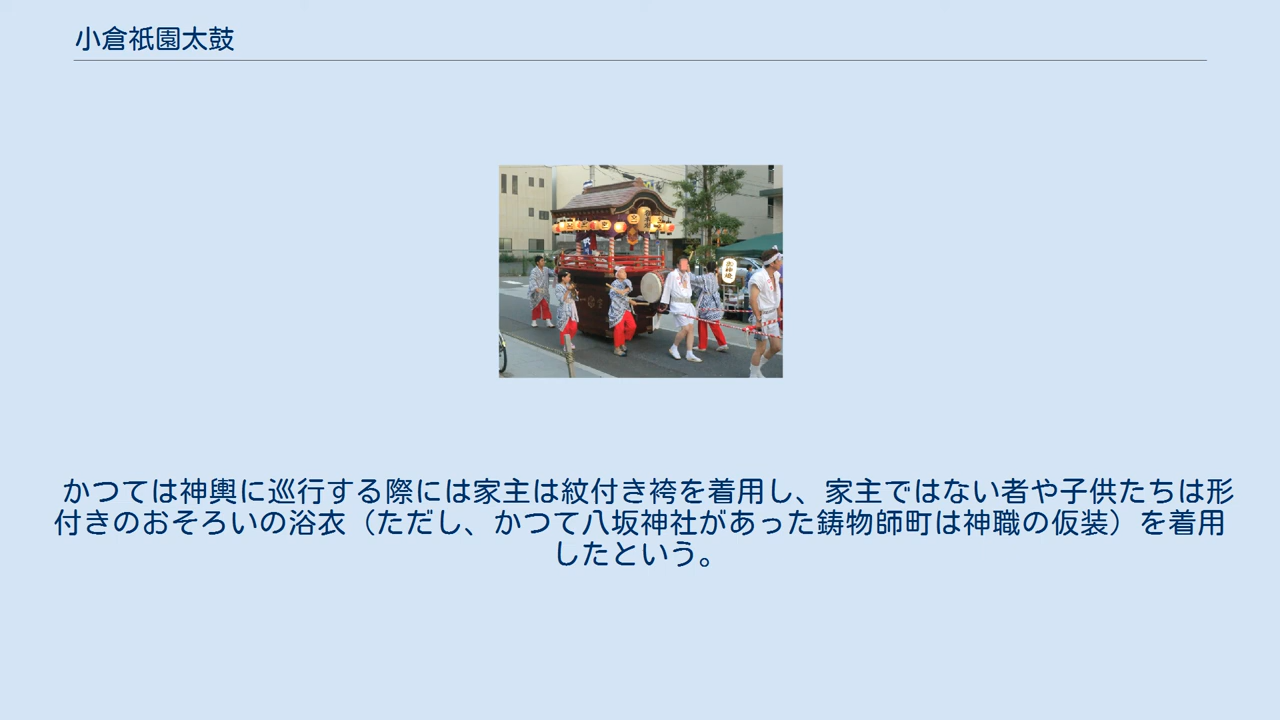 小倉祇園太鼓
かつては神輿に巡行する際には家主は紋付き袴を着用し、家主ではない者や子供たちは形
付きのおそろいの浴衣（ただし、かつて八坂神社があった鋳物師町は神職の仮装）を着用
したという。